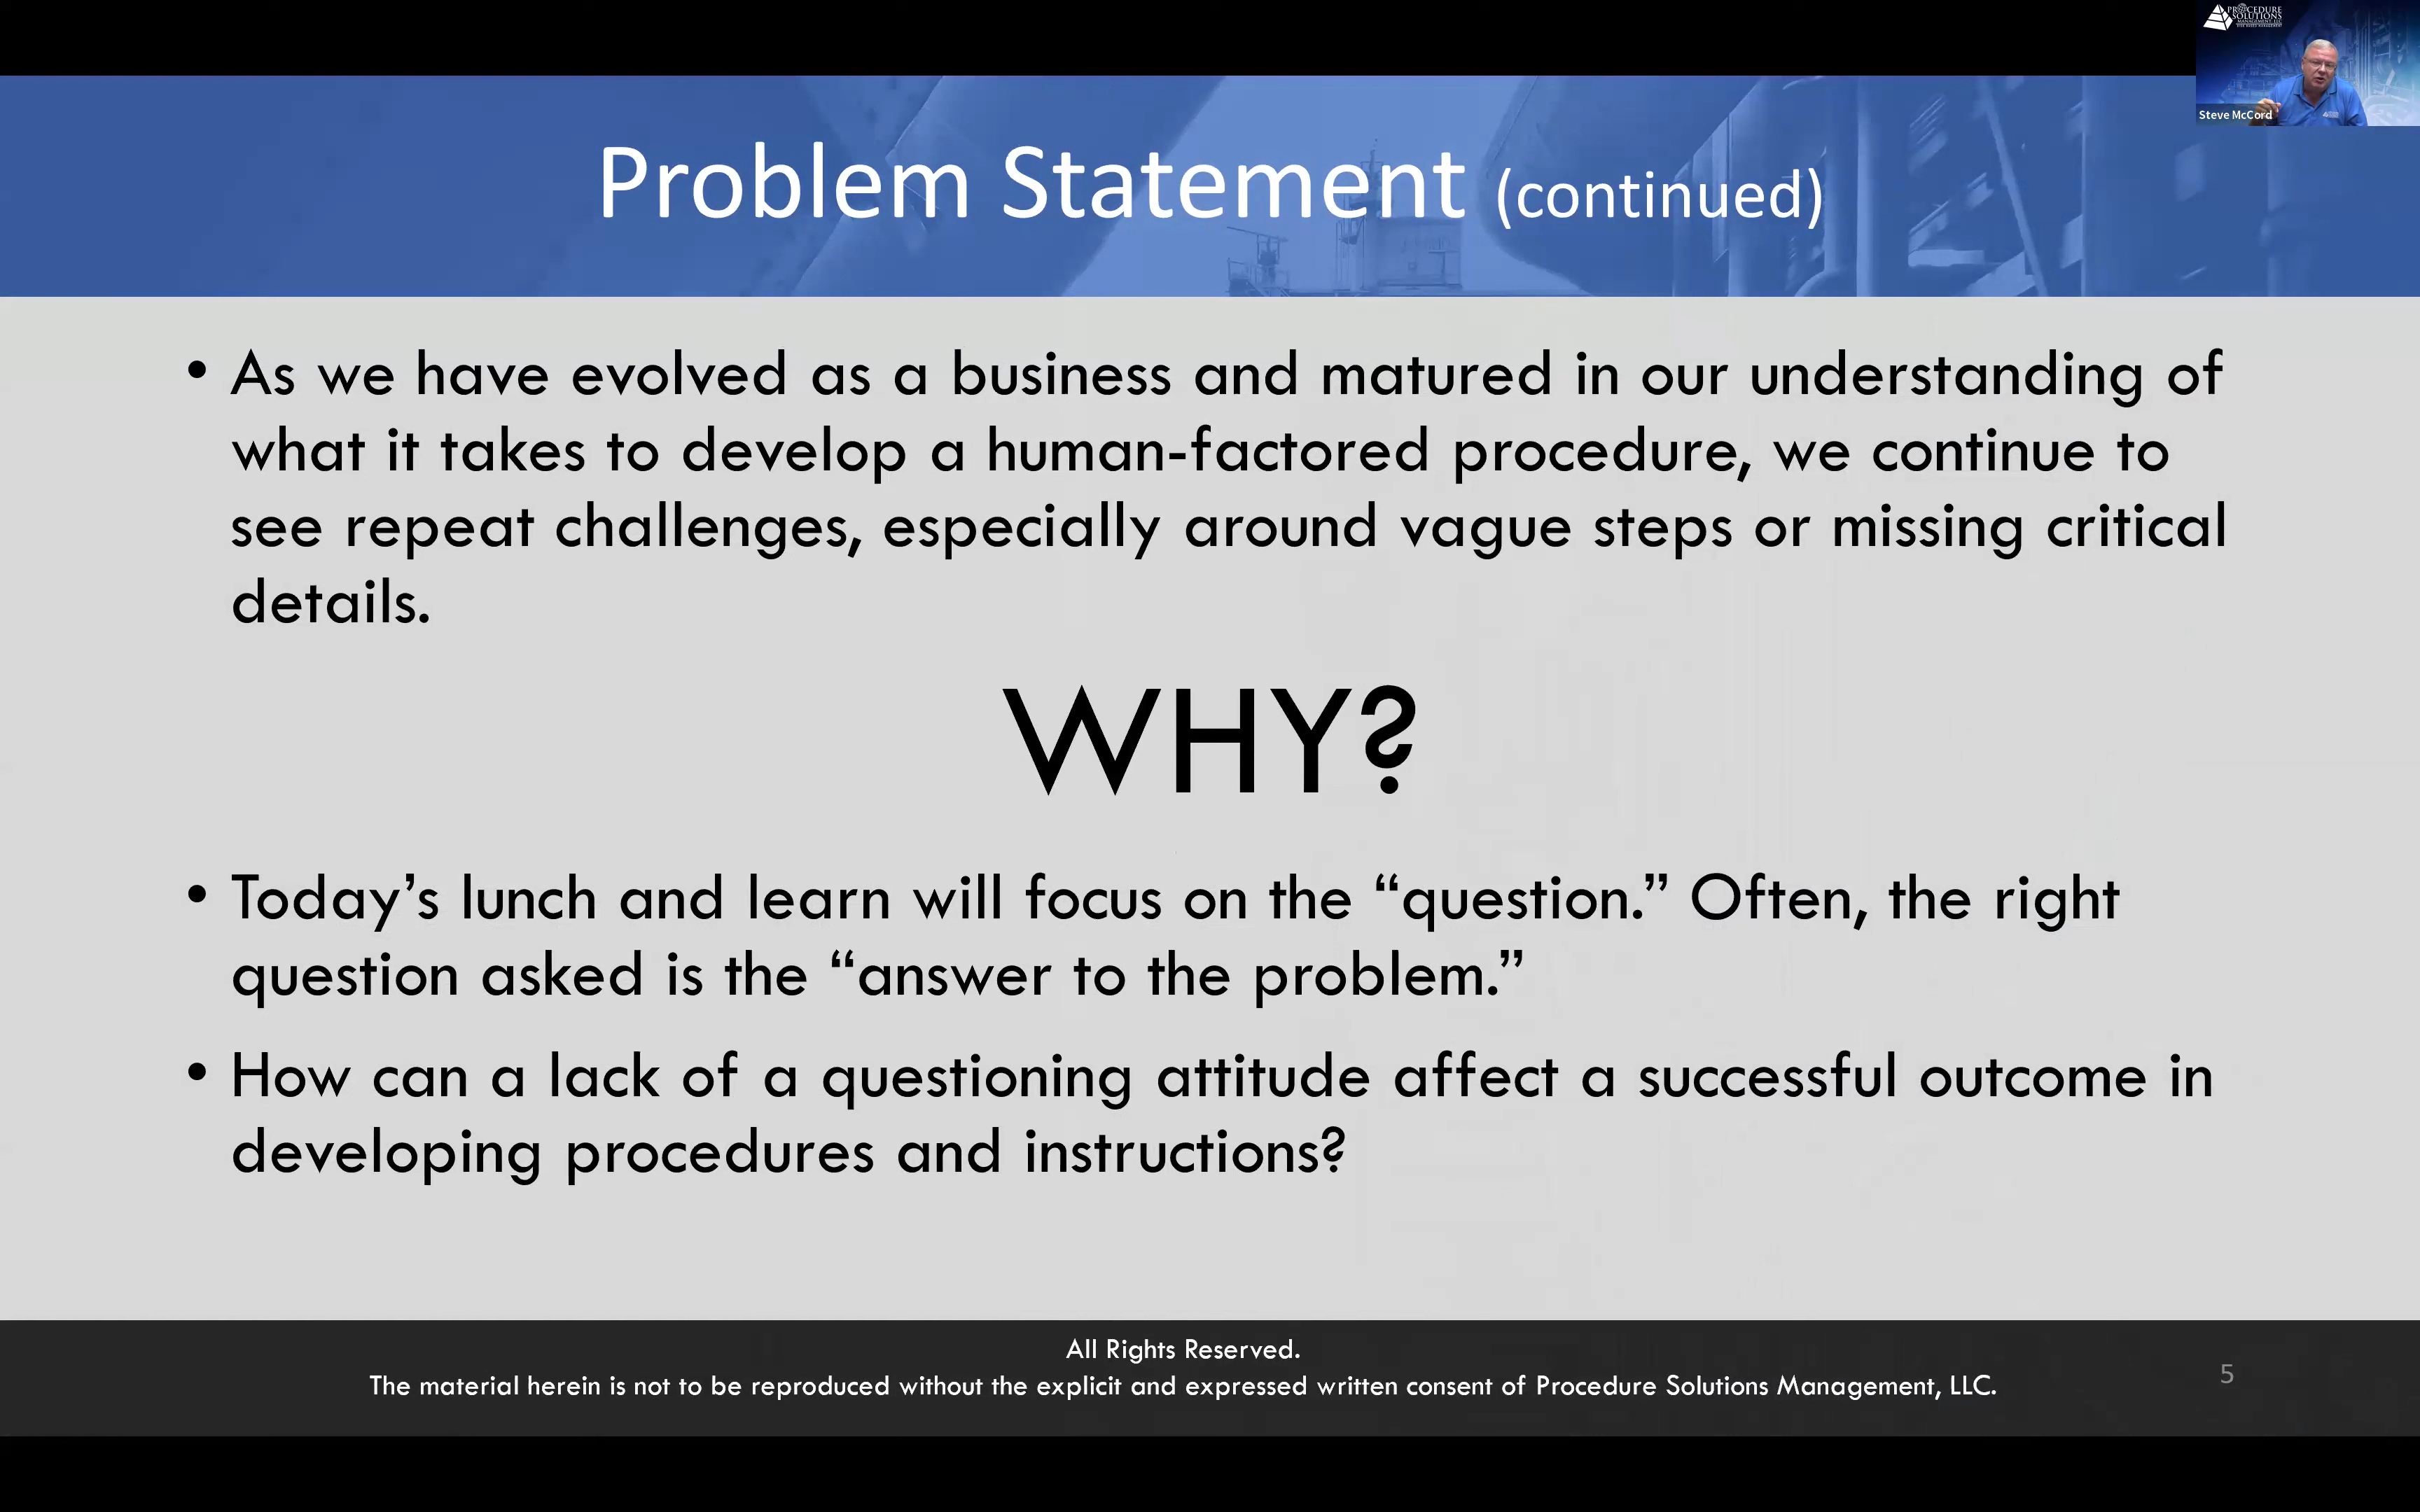 PROCEDURE
SOLUTIONS
Steve McCord
Problem Statement (continued)
• As we have evolved as a business and matured in our understanding of
what it takes to develop a human-factored procedure, we continue to
see repeat challenges, especially around vague steps or missing critical
details.
WHY?
• Today’s lunch and learn will focus on the “question.” Often, the right
question asked is the “answer to the problem.”
• How can a lack of a questioning attitude affect a successful outcome in
developing procedures and instructions?
All Rights Reserved.
The material herein is not to be reproduced without the explicit and expressed written consent of Procedure Solutions Management, LLC.
5